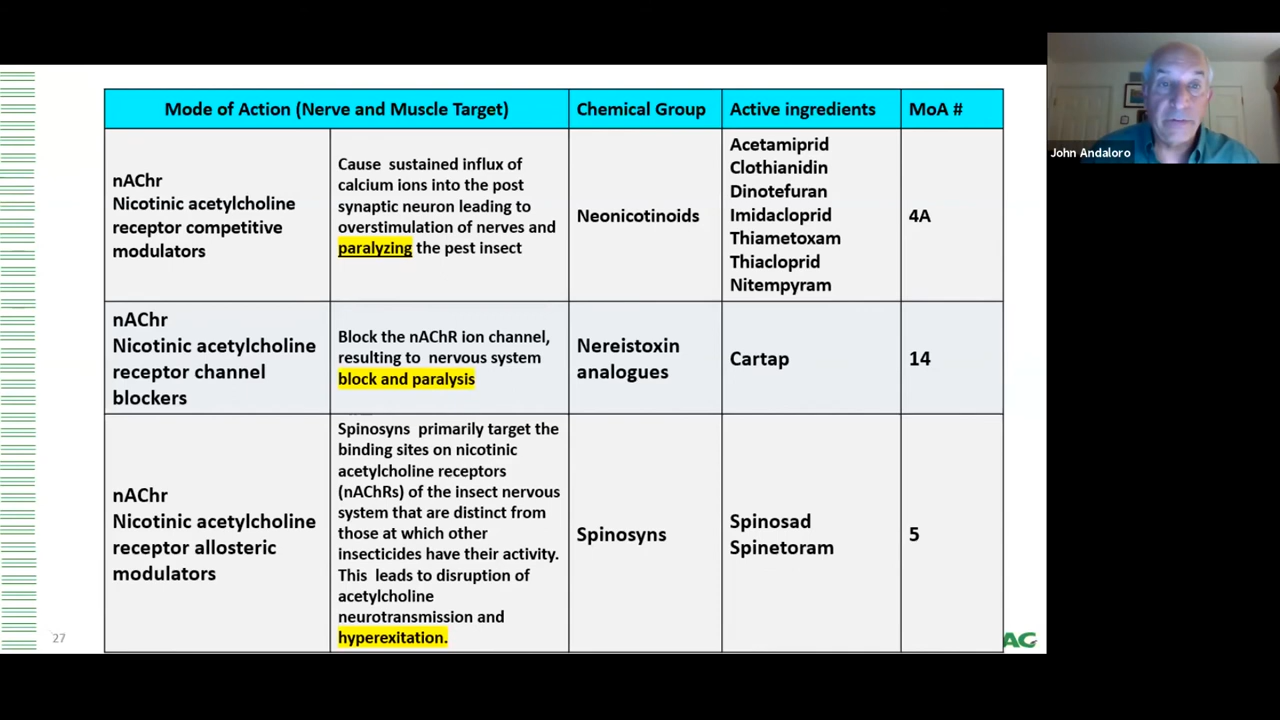 Mode of Action (Nerve and Muscle Target)
Chemical Group
Active ingredients
MoA #
nAChr
Nicotinic acetylcholine
receptor competitive
modulators
Cause sustained influx of
calcium ions into the post
synaptic neuron leading to
overstimulation of nerves and
paralyzing the pest insect
Neonicotinoids
Acetamiprid
Clothianidin
Dinotefuran
Imidacloprid
Thiametoxam
Thiacloprid
Nitempyram
4A
nAChr
Nicotinic acetylcholine
receptor channel
blockers
Block the nAChR ion channel,
resulting to nervous system
block and paralysis
Nereistoxin
analogues
Cartap
14
nAChr
Nicotinic acetylcholine
receptor allosteric
modulators
Spinosyns primarily target the
binding sites on nicotinic
acetylcholine receptors
(nAChRs) of the insect nervous
system that are distinct from
those at which other
insecticides have their activity.
This leads to disruption of
acetylcholine
neurotransmission and
hyperexitation.
Spinosyns
Spinosad
Spinetoram
5
27
AC
John Andaloro